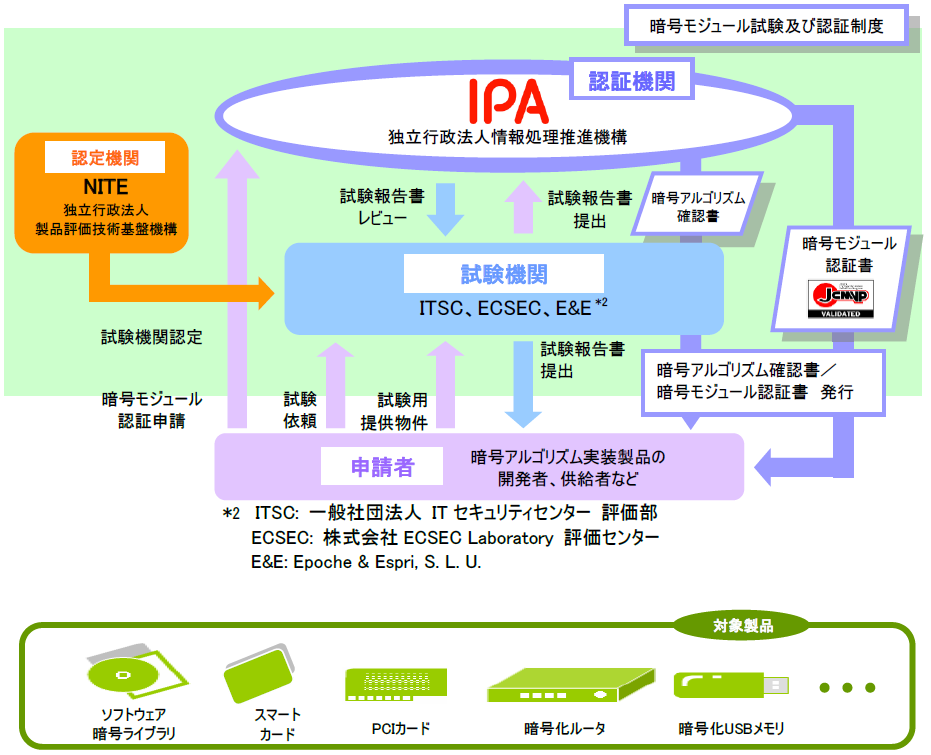 暗号モジュール試験及び認証制度
認証機関
IPA
独立行政法人情報処理推進機構
認定機関
NITE
独立行政法人
製品評価技術基盤機構
試験報告書
レビュー
試験報告書
提出
暗号アルゴリズム
確認書
暗号モジュール
認証書
JCMVP
VALIDATED
試験機関
ITSC、ECSEC、E&E *2
試験機関認定
試験報告書
提出
暗号アルゴリズム確認書／
暗号モジュール認証書 発行
暗号モジュール
認証申請
試験
依頼
試験用
提供物件
申請者
暗号アルゴリズム実装製品の
開発者、供給者など
*2 ITSC: 一般社団法人 IT セキュリティセンター 評価部
ECSEC: 株式会社 ECSEC Laboratory 評価センター
E&E: Epoche & Espri, S. L. U.
対象製品
ソフトウェア
暗号ライブラリ
スマート
カード
PCIカード
暗号化ルータ
暗号化USBメモリ
● ● ●